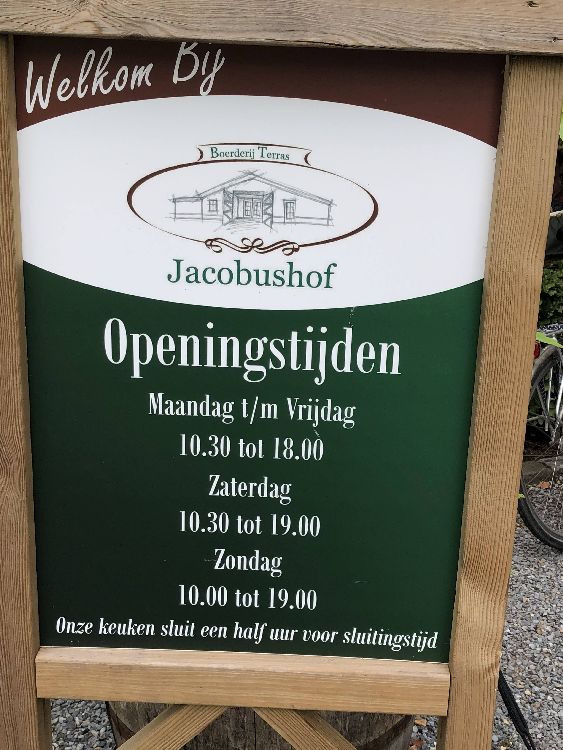 Welkom Bij
Boerderij Terras
Jacobushof
Openingstijden
Maandag t/m Vrijdag
10.30 tot 18.00
Zaterdag
10.30 tot 19.00
Zondag
10.00 tot 19.00
Onze keuken sluit een half uur voor sluitingstijd